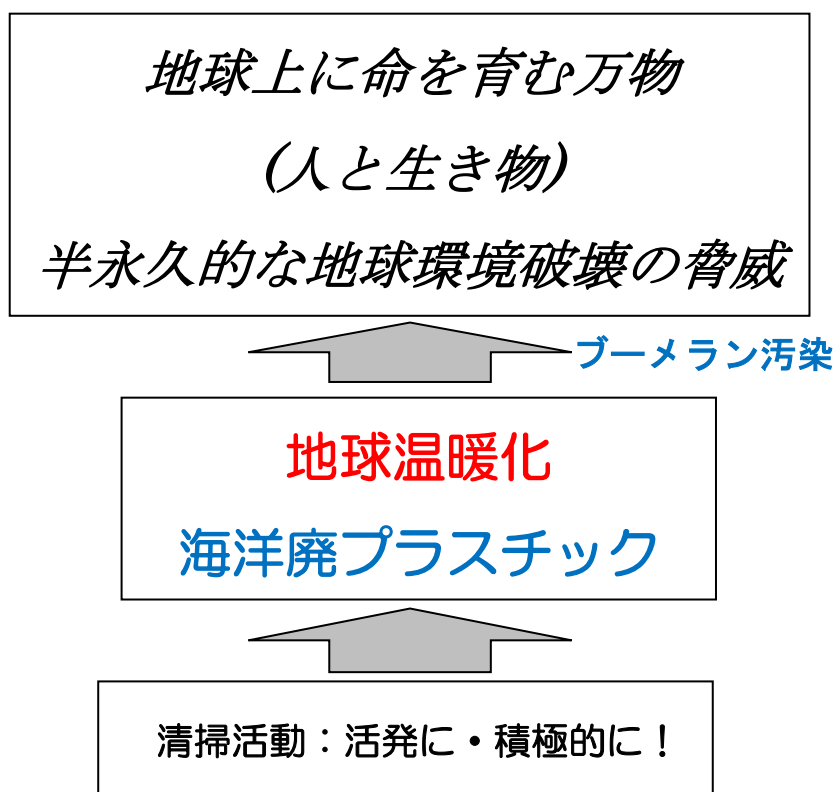 地球上に命を育む万物
(人と生き物)
半永久的な地球環境破壊の脅威
ブーメラン汚染
地球温暖化
海洋廃プラスチック
清掃活動：活発に・積極的に！